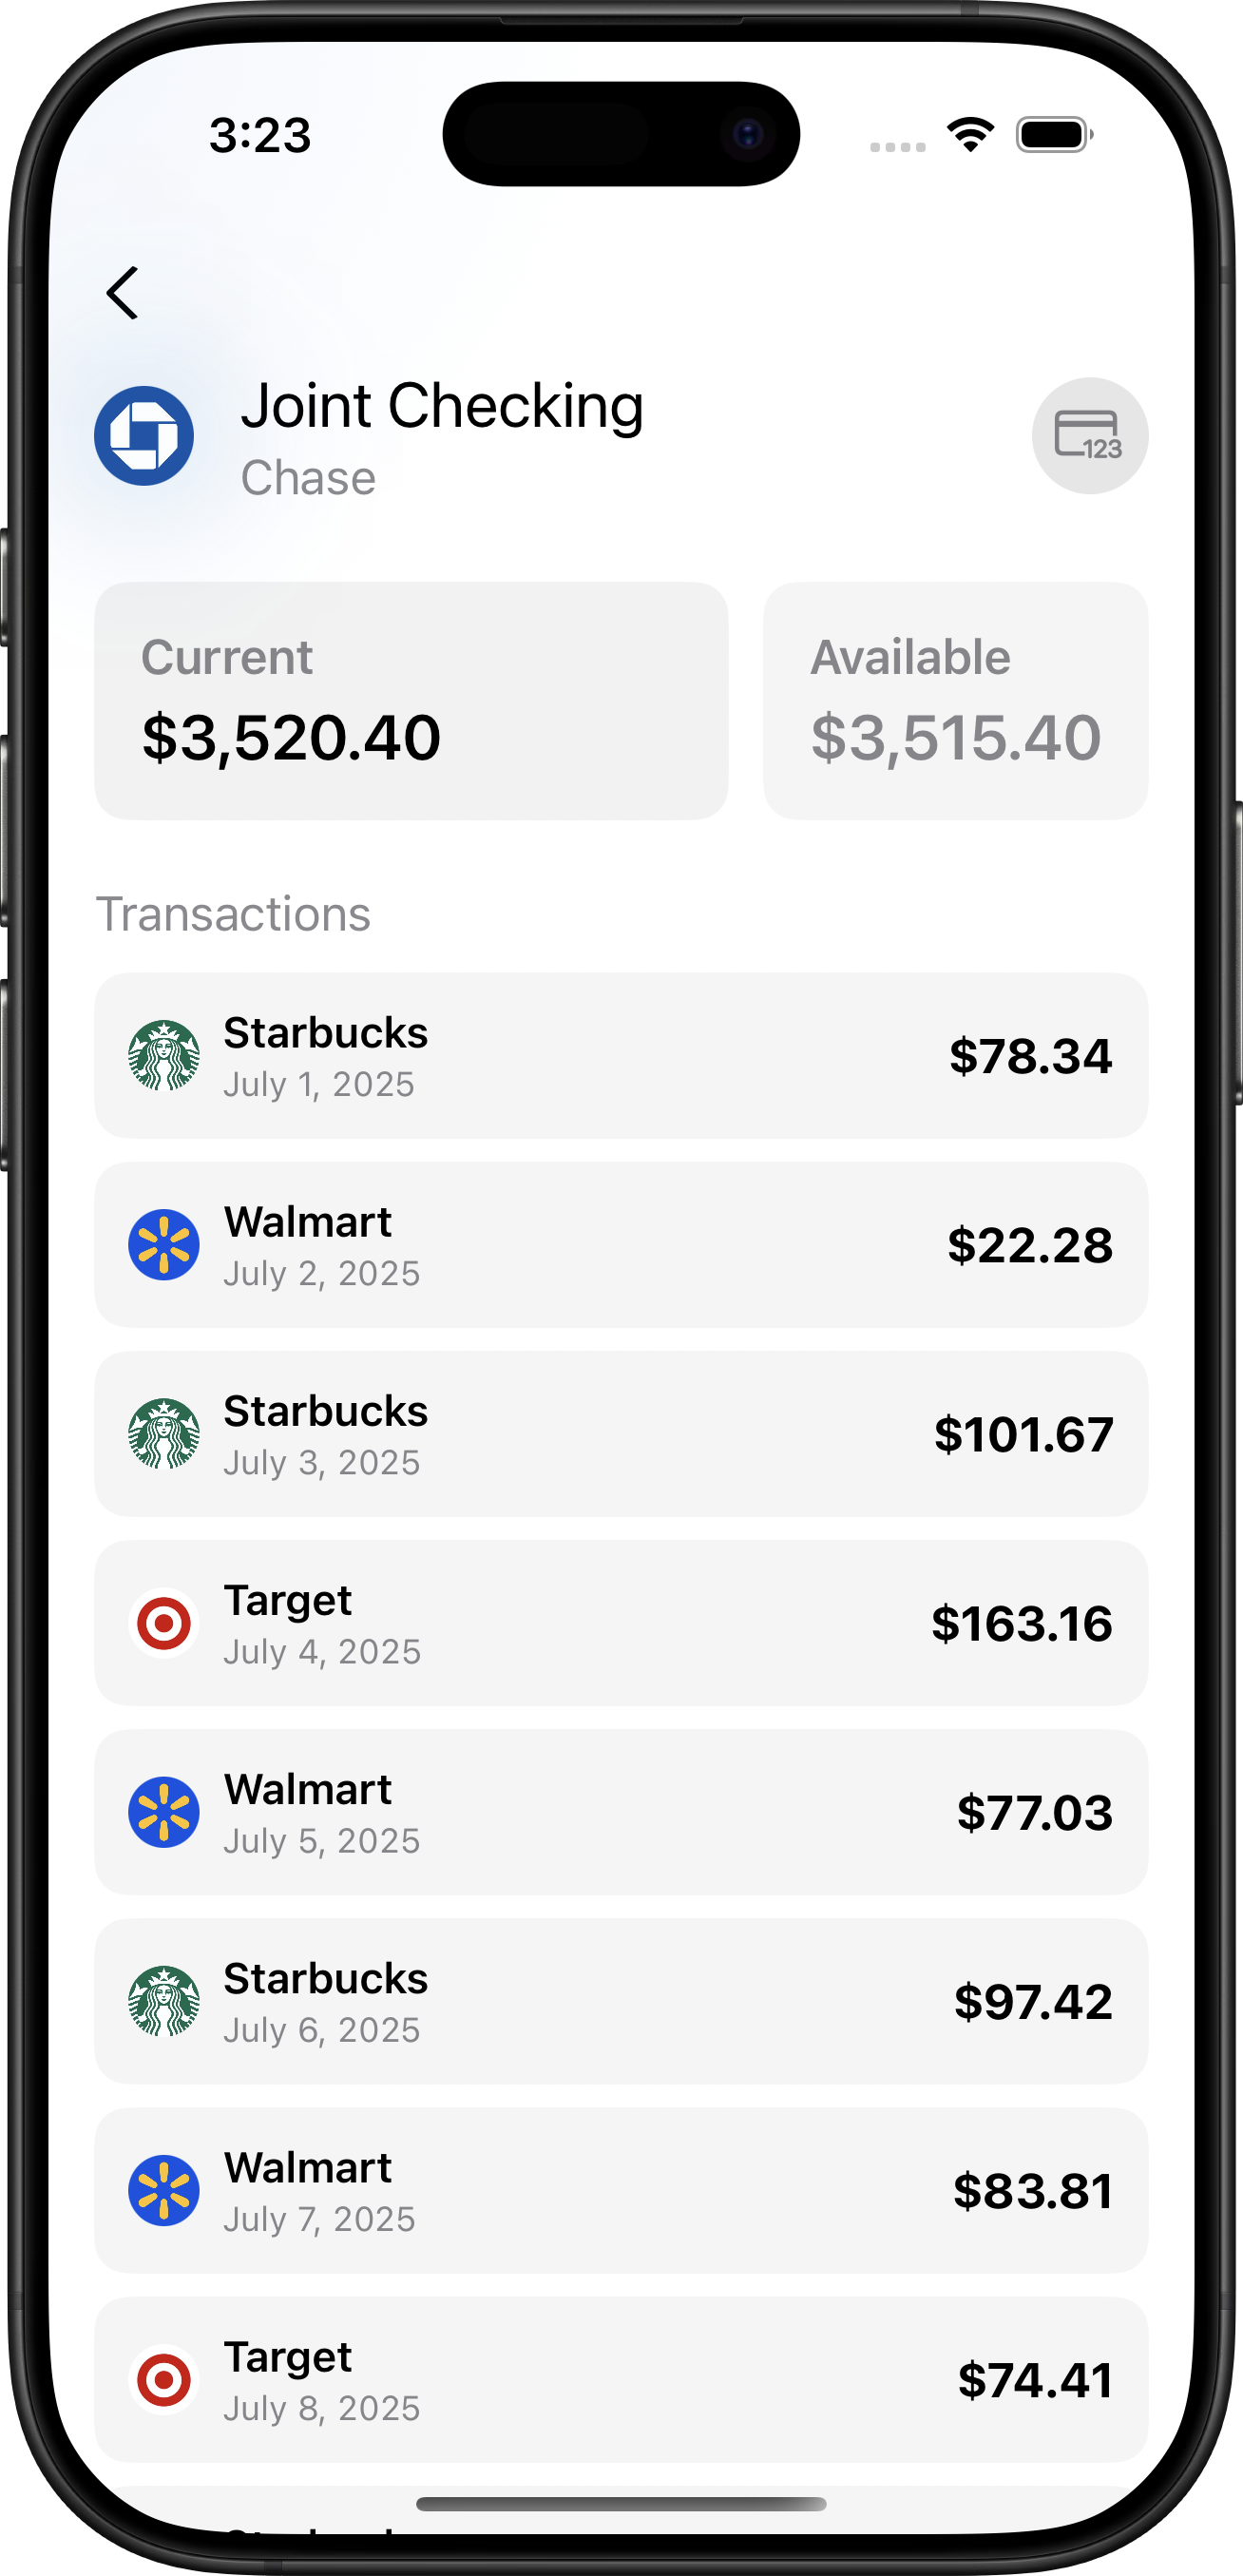 3:23
Joint Checking
Chase
123
Current
Available
$3,520.40
$3,515.40
Transactions
Starbucks
July 1, 2025
$78.34
Walmart
July 2, 2025
$22.28
Starbucks
July 3, 2025
$101.67
Target
July 4, 2025
$163.16
Walmart
July 5, 2025
$77.03
Starbucks
July 6, 2025
$97.42
Walmart
July 7, 2025
$83.81
Target
July 8, 2025
$74.41